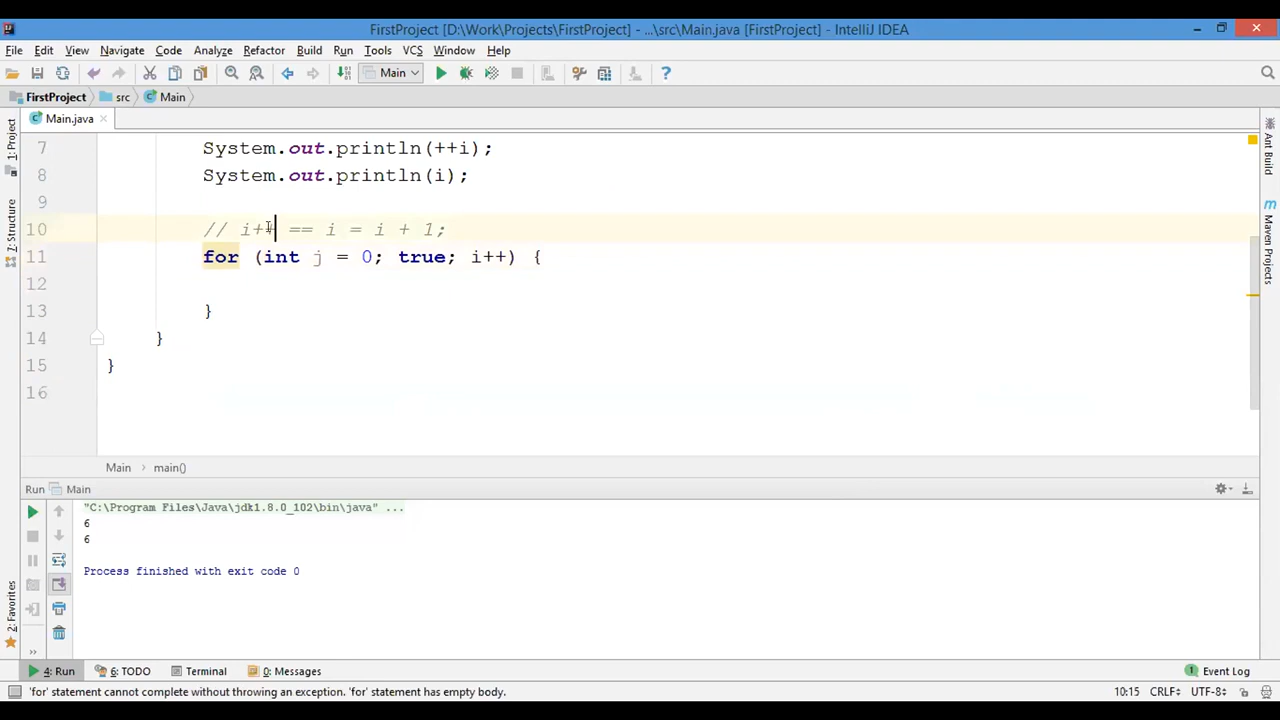 FirstProject [D:\Work\Projects\FirstProject] - ...\src\Main.java [FirstProject] - IntelliJ IDEA
File Edit View Navigate Code Analyze Refactor Build Run Tools VCS Window Help
Main
FirstProject src Main
Main.java
1: Project
7: Structure
2: Favorites
Ant Build
Maven Projects
7 System.out.println(++i);
8 System.out.println(i);
9
10 // i++ == i = i + 1;
11 for (int j = 0; true; i++) {
12
13 }
14 }
15 }
16
Main main()
Run Main
"C:\Program Files\Java\jdk1.8.0_102\bin\java" ...
6
6
Process finished with exit code 0
4: Run 6: TODO Terminal 0: Messages 1 Event Log
'for' statement cannot complete without throwing an exception. 'for' statement has empty body. 10:15 CRLF UTF-8